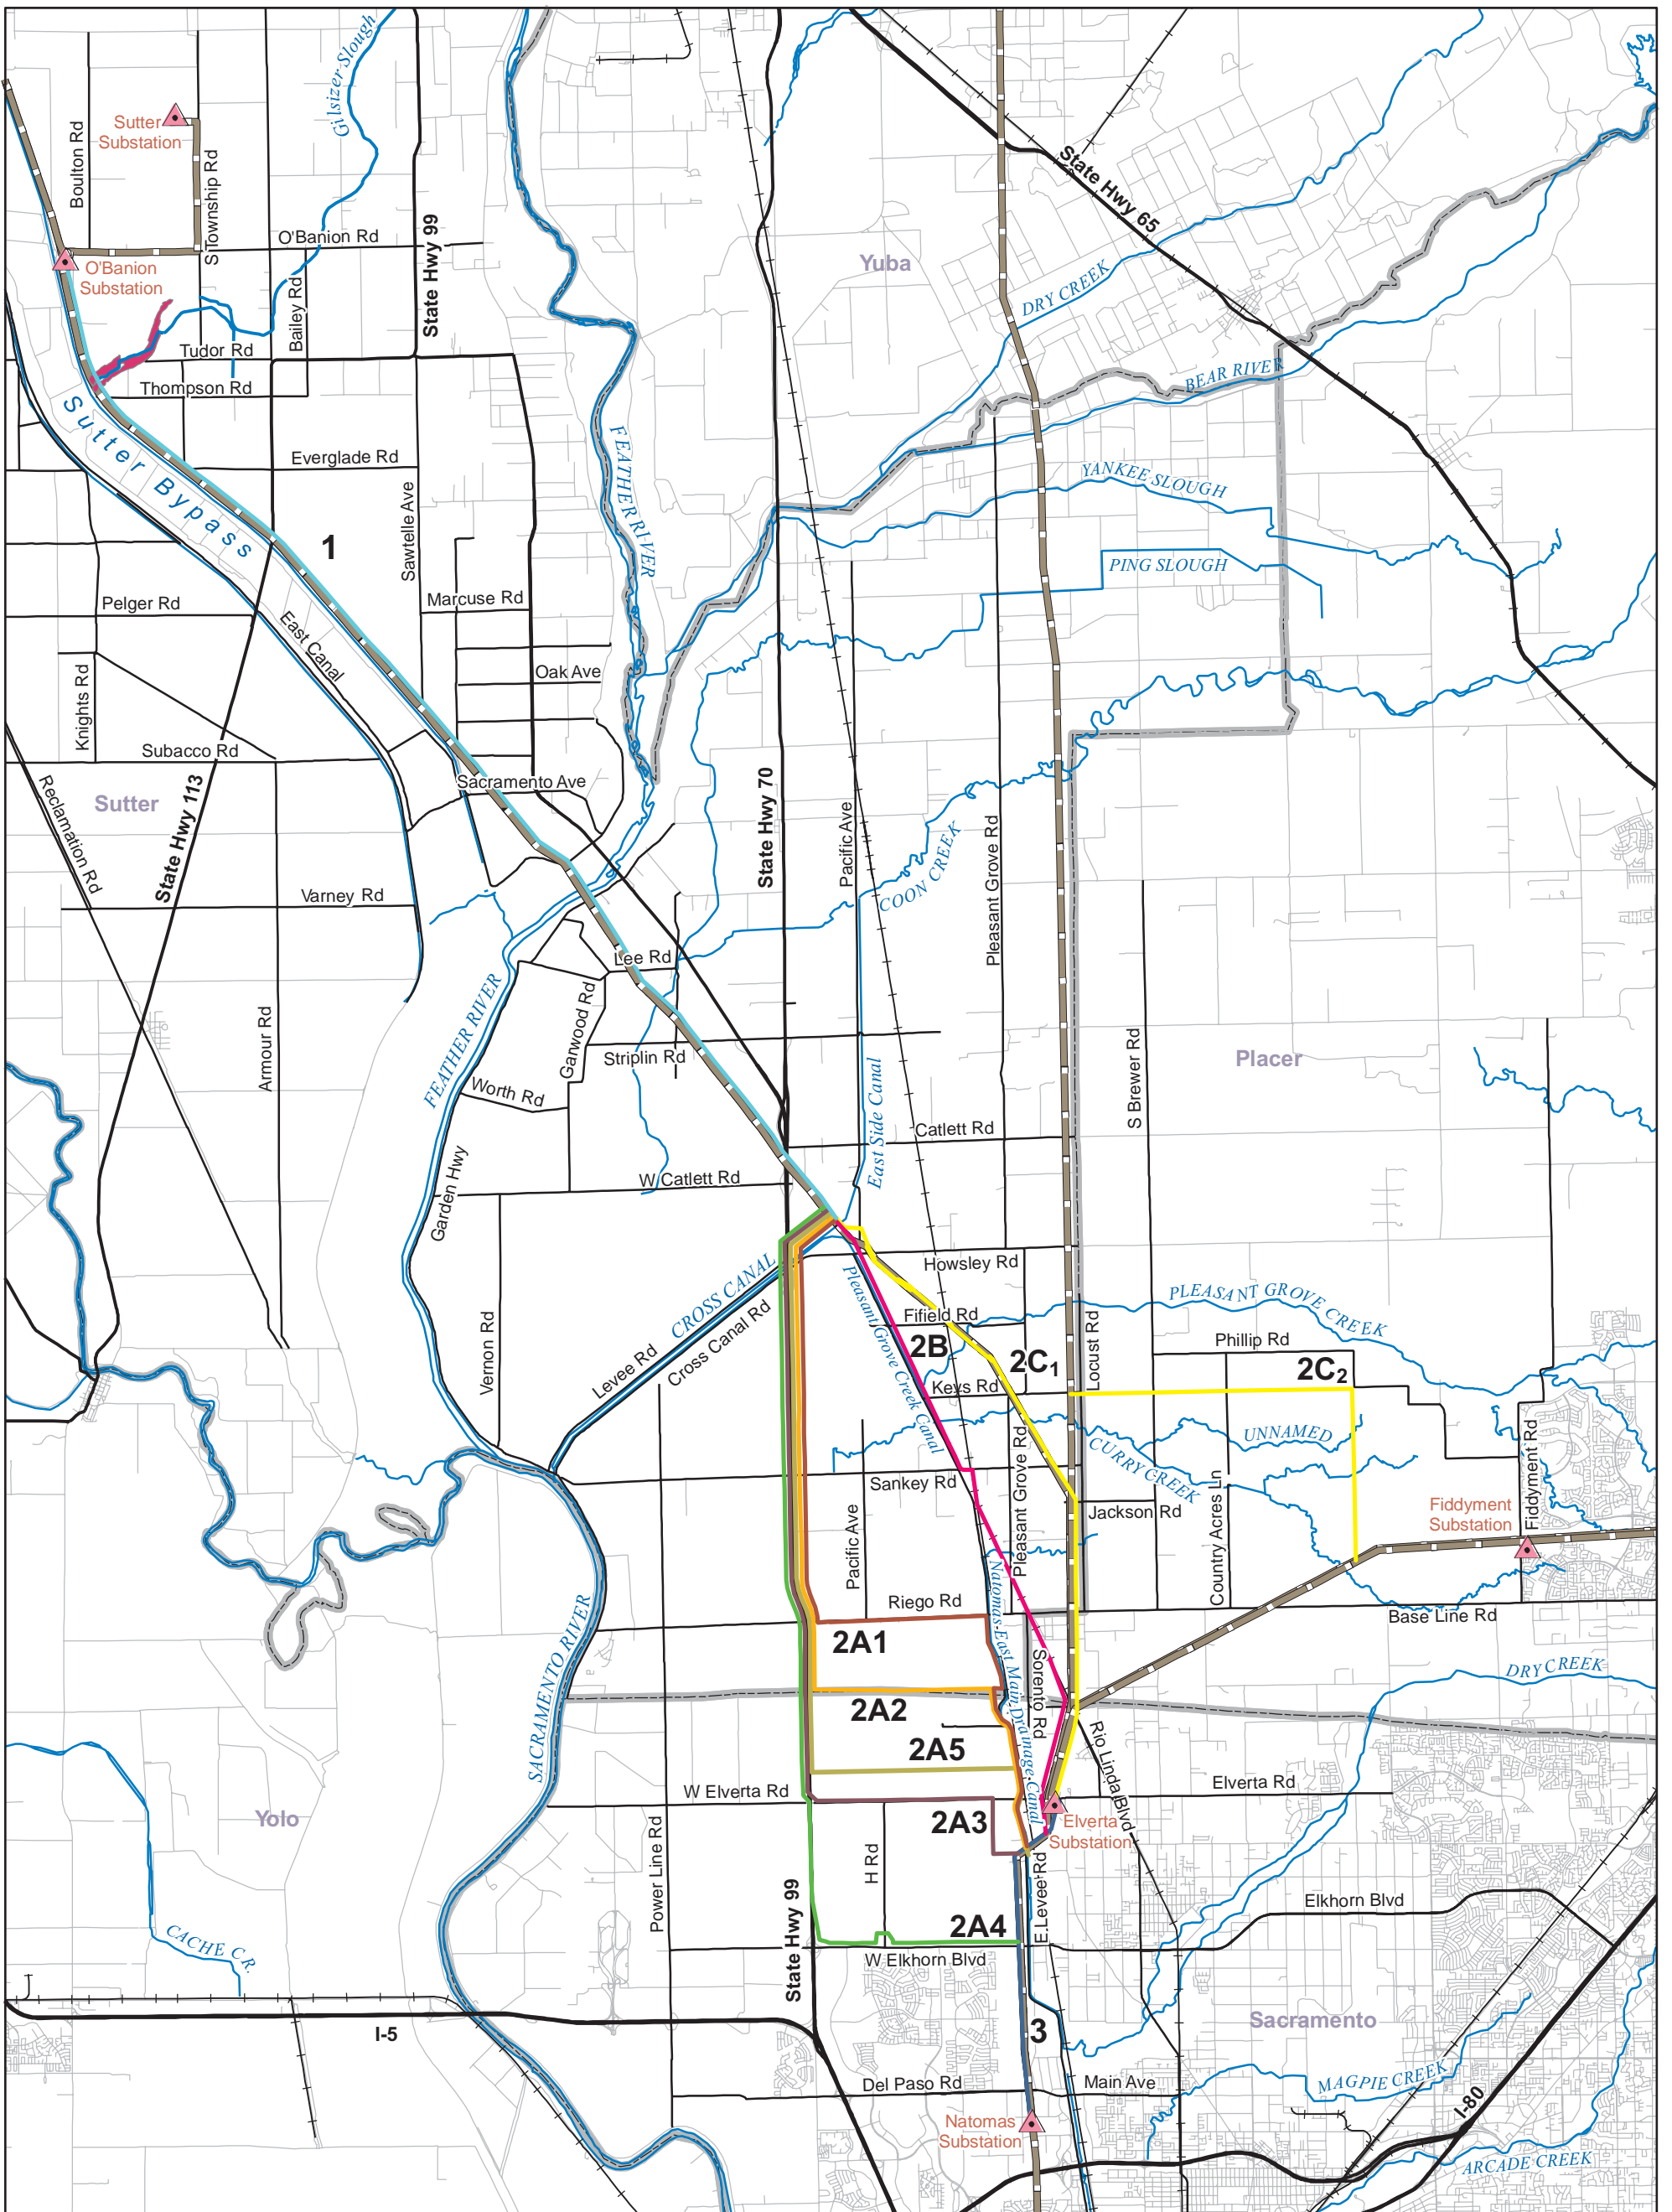 Gilsizer Slough
Boulton Rd
Sutter
Substation
S Township Rd
State Hwy 99
O'Banion Rd
O'Banion
Substation
Bailey Rd
Tudor Rd
Thompson Rd
State Hwy 65
Yuba
DRY CREEK
BEAR RIVER
Sutter Bypass
Everglade Rd
Sawtelle Ave
FEATHER RIVER
YANKEE SLOUGH
1
PING SLOUGH
Pelger Rd
East Canal
Marcuse Rd
Oak Ave
Knights Rd
Subacco Rd
Sacramento Ave
State Hwy 113
Sutter
Reclamation Rd
State Hwy 70
Pacific Ave
COON CREEK
Pleasant Grove Rd
Varney Rd
Lee Rd
FEATHER RIVER
Garwood Rd
Armour Rd
Striplin Rd
Worth Rd
East Side Canal
S Brewer Rd
Placer
Catlett Rd
W Catlett Rd
Garden Hwy
CROSS CANAL
Howsley Rd
Pleasant Grove Creek Canal
Fifield Rd
PLEASANT GROVE CREEK
Locust Rd
Phillip Rd
Vernon Rd
Levee Rd
Cross Canal Rd
2B
2C1
2C2
Keys Rd
UNNAMED
CURRY CREEK
Sankey Rd
Pleasant Grove Rd
Jackson Rd
Country Acres Ln
Fiddyment
Substation
Fiddyment Rd
Pacific Ave
Natomas East Main Drainage Canal
Riego Rd
Base Line Rd
SACRAMENTO RIVER
2A1
Sorento Rd
DRY CREEK
2A2
2A5
Rio Linda Blvd
W Elverta Rd
Elverta Rd
Yolo
2A3
Elverta
Substation
Power Line Rd
H Rd
E.Levee Rd
Elkhorn Blvd
2A4
CACHE CR.
State Hwy 99
W Elkhorn Blvd
I-5
3
Sacramento
Del Paso Rd
Main Ave
MAGPIE CREEK
I-80
Natomas
Substation
ARCADE CREEK